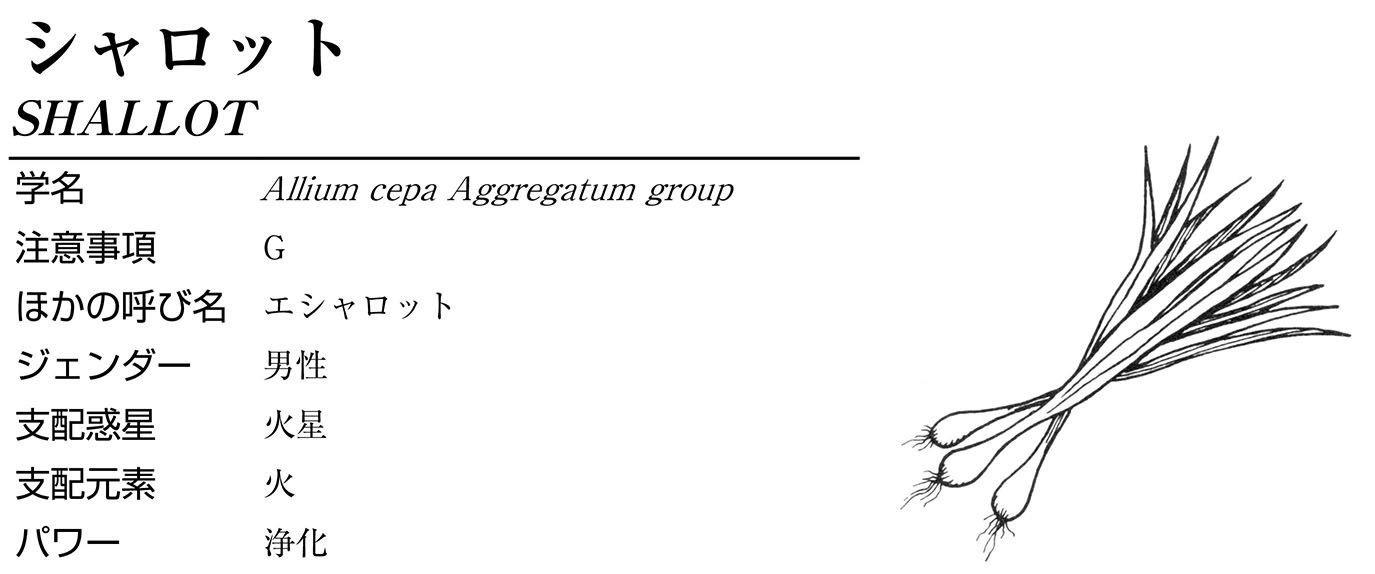 シャロット
SHALLOT
学名 Allium cepa Aggregatum group
注意事項 G
ほかの呼び名 エシャロット
ジェンダー 男性
支配惑星 火星
支配元素 火
パワー 浄化